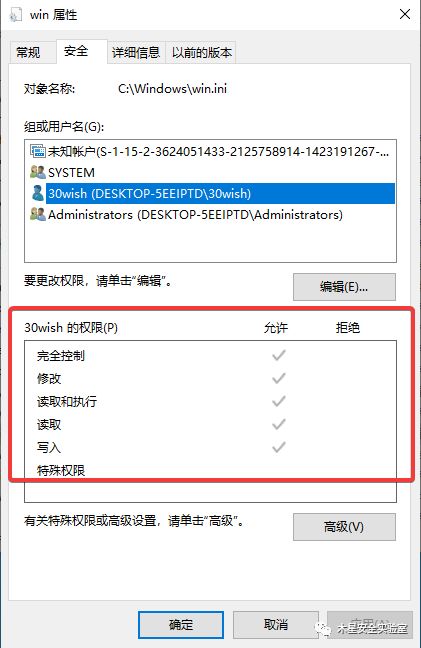 win 属性
常规 安全 详细信息 以前的版本
对象名称: C:\Windows\win.ini
组或用户名(G):
未知帐户(S-1-15-2-3624051433-2125758914-1423191267-...
SYSTEM
30wish (DESKTOP-5EEIPTD\30wish)
Administrators (DESKTOP-5EEIPTD\Administrators)
要更改权限，请单击“编辑”。
编辑(E)...
30wish 的权限(P) 允许 拒绝
完全控制
修改
读取和执行
读取
写入
特殊权限
有关特殊权限或高级设置，请单击“高级”。
高级(V)
确定 取消
木星安全实验室